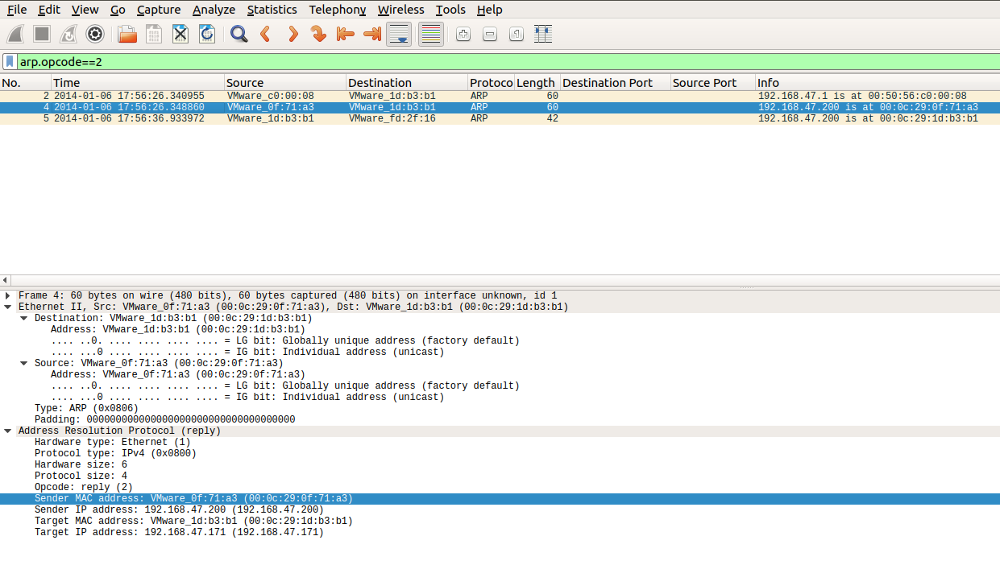 File Edit View Go Capture Analyze Statistics Telephony Wireless Tools Help
arp.opcode==2
No. Time Source Destination Protoco Length Destination Port Source Port Info
2 2014-01-06 17:56:26.340955 VMware_c0:00:08 VMware_1d:b3:b1 ARP 60 192.168.47.1 is at 00:50:56:c0:00:08
4 2014-01-06 17:56:26.348860 VMware_0f:71:a3 VMware_1d:b3:b1 ARP 60 192.168.47.200 is at 00:0c:29:0f:71:a3
5 2014-01-06 17:56:36.933972 VMware_1d:b3:b1 VMware_fd:2f:16 ARP 42 192.168.47.200 is at 00:0c:29:1d:b3:b1
Frame 4: 60 bytes on wire (480 bits), 60 bytes captured (480 bits) on interface unknown, id 1
Ethernet II, Src: VMware_0f:71:a3 (00:0c:29:0f:71:a3), Dst: VMware_1d:b3:b1 (00:0c:29:1d:b3:b1)
Destination: VMware_1d:b3:b1 (00:0c:29:1d:b3:b1)
Address: VMware_1d:b3:b1 (00:0c:29:1d:b3:b1)
.... ..0. .... .... .... .... = LG bit: Globally unique address (factory default)
.... ...0 .... .... .... .... = IG bit: Individual address (unicast)
Source: VMware_0f:71:a3 (00:0c:29:0f:71:a3)
Address: VMware_0f:71:a3 (00:0c:29:0f:71:a3)
.... ..0. .... .... .... .... = LG bit: Globally unique address (factory default)
.... ...0 .... .... .... .... = IG bit: Individual address (unicast)
Type: ARP (0x0806)
Padding: 000000000000000000000000000000000000
Address Resolution Protocol (reply)
Hardware type: Ethernet (1)
Protocol type: IPv4 (0x0800)
Hardware size: 6
Protocol size: 4
Opcode: reply (2)
Sender MAC address: VMware_0f:71:a3 (00:0c:29:0f:71:a3)
Sender IP address: 192.168.47.200 (192.168.47.200)
Target MAC address: VMware_1d:b3:b1 (00:0c:29:1d:b3:b1)
Target IP address: 192.168.47.171 (192.168.47.171)